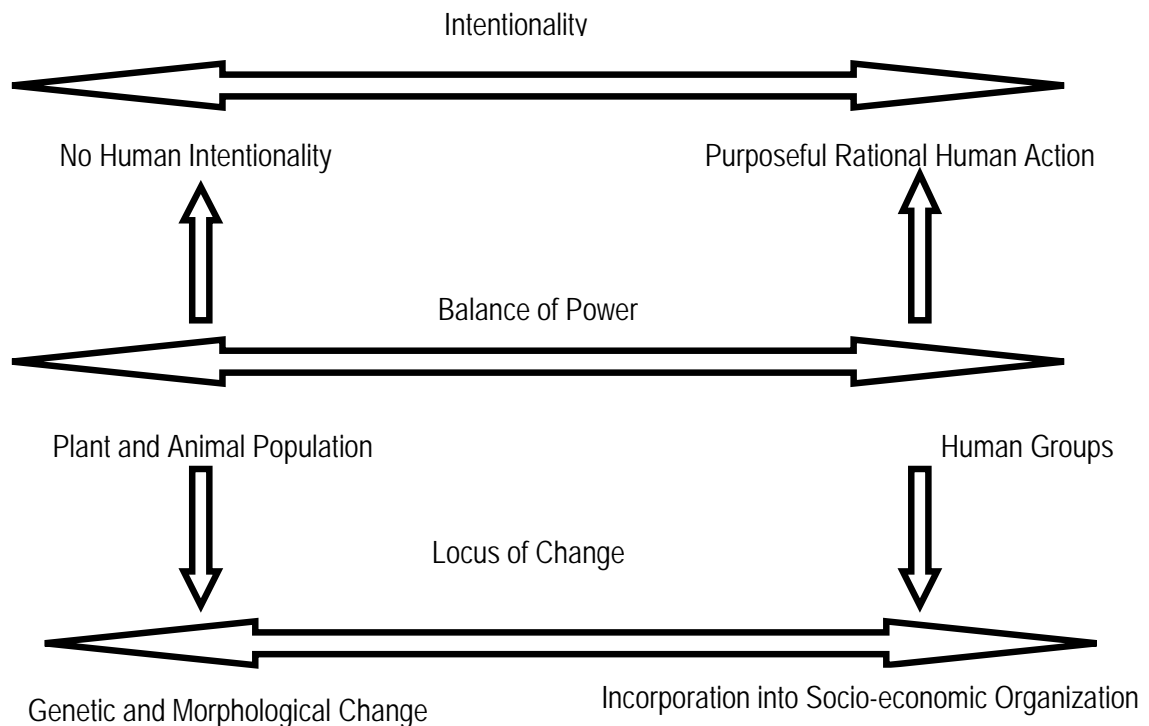 Intentionality
No Human Intentionality
Purposeful Rational Human Action
Balance of Power
Plant and Animal Population
Human Groups
Locus of Change
Genetic and Morphological Change
Incorporation into Socio-economic Organization